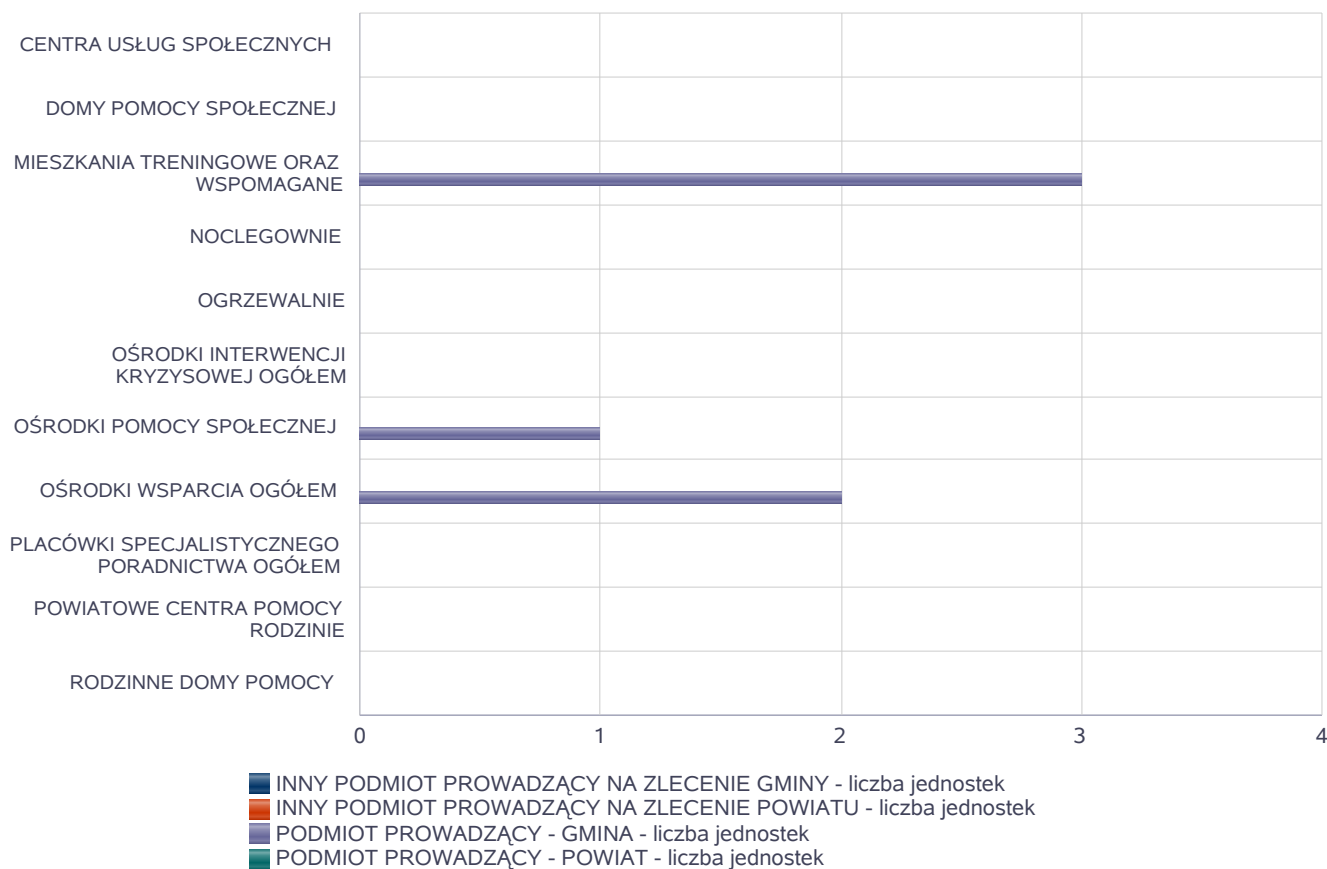 CENTRA USŁUG SPOŁECZNYCH
DOMY POMOCY SPOŁECZNEJ
MIESZKANIA TRENINGOWE ORAZ
WSPOMAGANE
NOCLEGOWNIE
OGRZEWALNIE
OŚRODKI INTERWENCJI
KRYZYSOWEJ OGÓŁEM
OŚRODKI POMOCY SPOŁECZNEJ
OŚRODKI WSPARCIA OGÓŁEM
PLACÓWKI SPECJALISTYCZNEGO
PORADNICTWA OGÓŁEM
POWIATOWE CENTRA POMOCY
RODZINIE
RODZINNE DOMY POMOCY
0 1 2 3 4
INNY PODMIOT PROWADZĄCY NA ZLECENIE GMINY - liczba jednostek
INNY PODMIOT PROWADZĄCY NA ZLECENIE POWIATU - liczba jednostek
PODMIOT PROWADZĄCY - GMINA - liczba jednostek
PODMIOT PROWADZĄCY - POWIAT - liczba jednostek